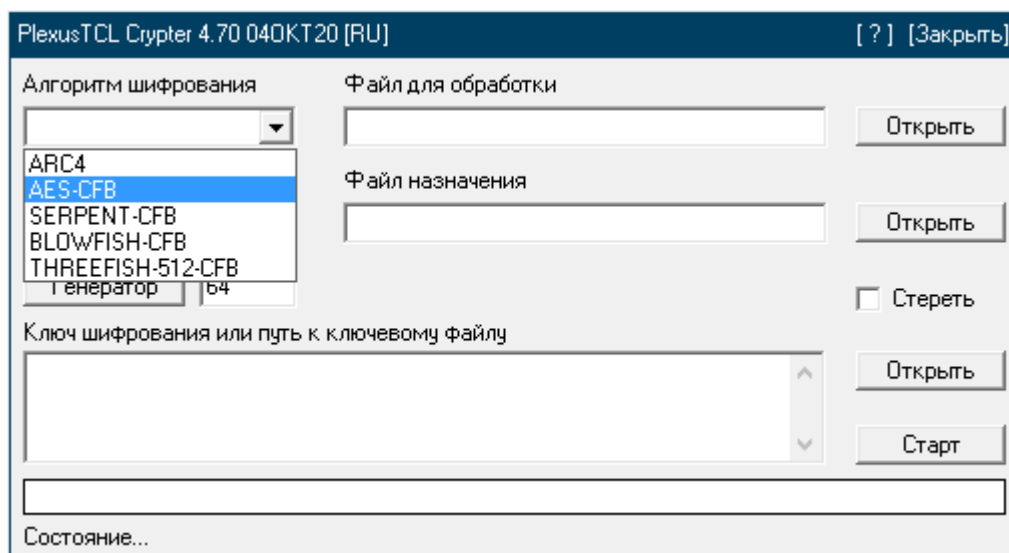 PlexusTCL Crypter 4.70 04OKT20 [RU] [ ? ] [Закрыть]
Алгоритм шифрования Файл для обработки
Открыть
ARC4
AES-CFB Файл назначения
SERPENT-CFB
BLOWFISH-CFB Открыть
THREEFISH-512-CFB
Генератор 64 Стереть
Ключ шифрования или путь к ключевому файлу
Открыть
Старт
Состояние...